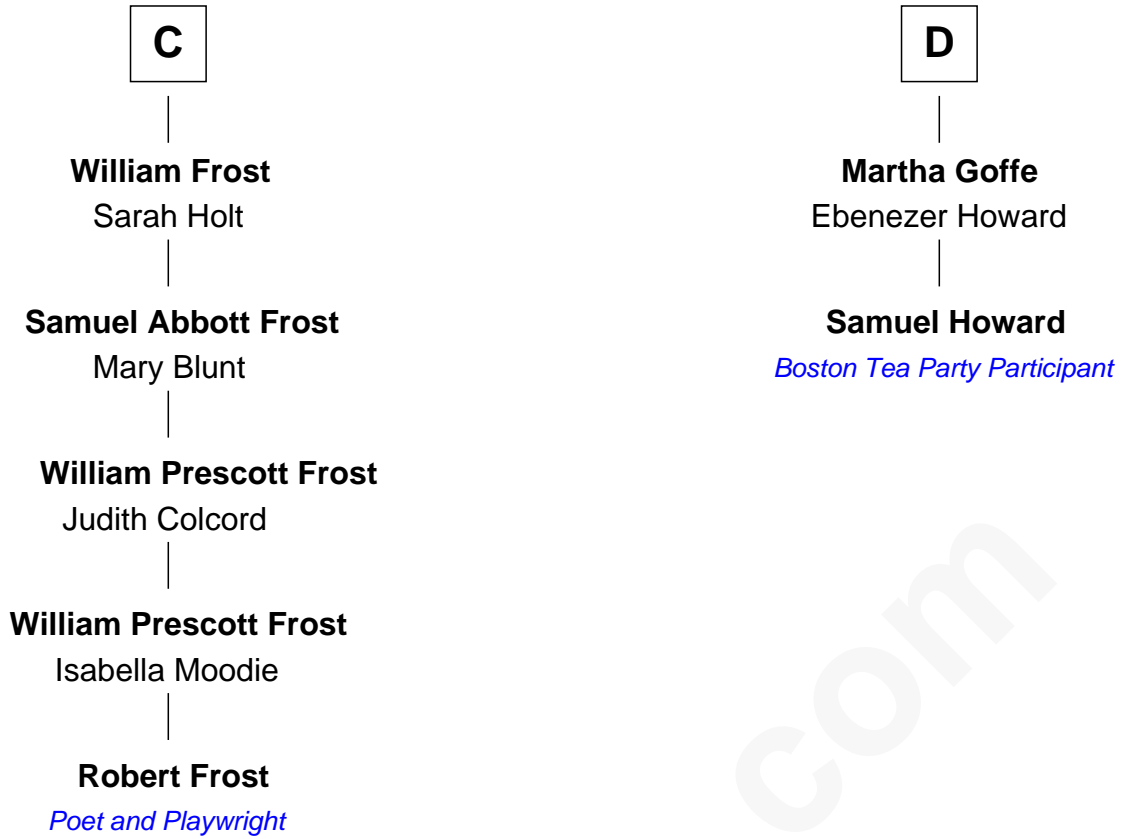 C
William Frost
Sarah Holt
Samuel Abbott Frost
Mary Blunt
William Prescott Frost
Judith Colcord
William Prescott Frost
Isabella Moodie
Robert Frost
Poet and Playwright
D
Martha Goffe
Ebenezer Howard
Samuel Howard
Boston Tea Party Participant
com